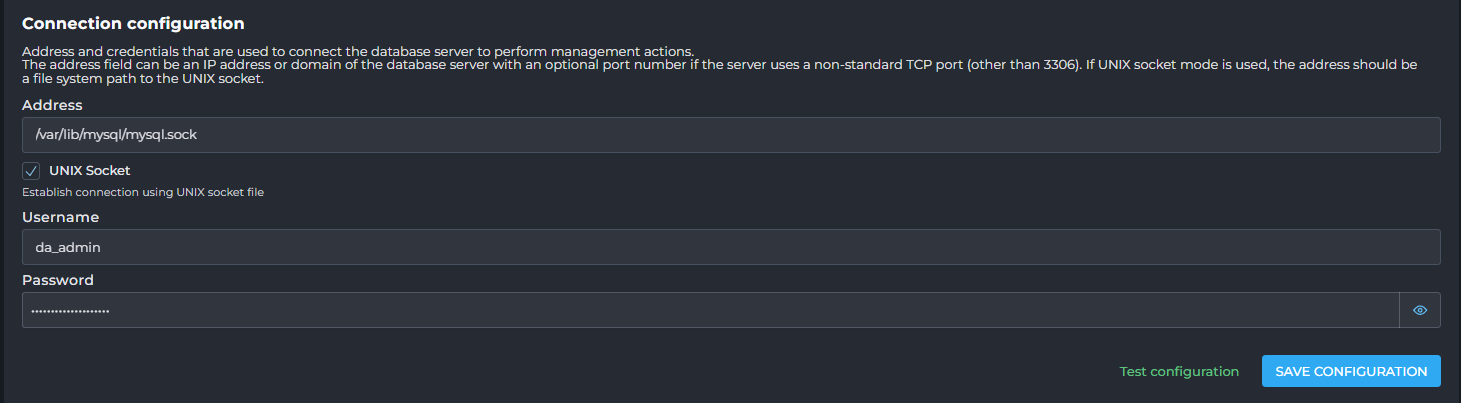 Connection configuration
Address and credentials that are used to connect the database server to perform management actions.
The address field can be an IP address or domain of the database server with an optional port number if the server uses a non-standard TCP port (other than 3306). If UNIX socket mode is used, the address should be
a file system path to the UNIX socket.
Address
/var/lib/mysql/mysql.sock
UNIX Socket
Establish connection using UNIX socket file
Username
da_admin
Password
••••••••••••••••••••
Test configuration
SAVE CONFIGURATION